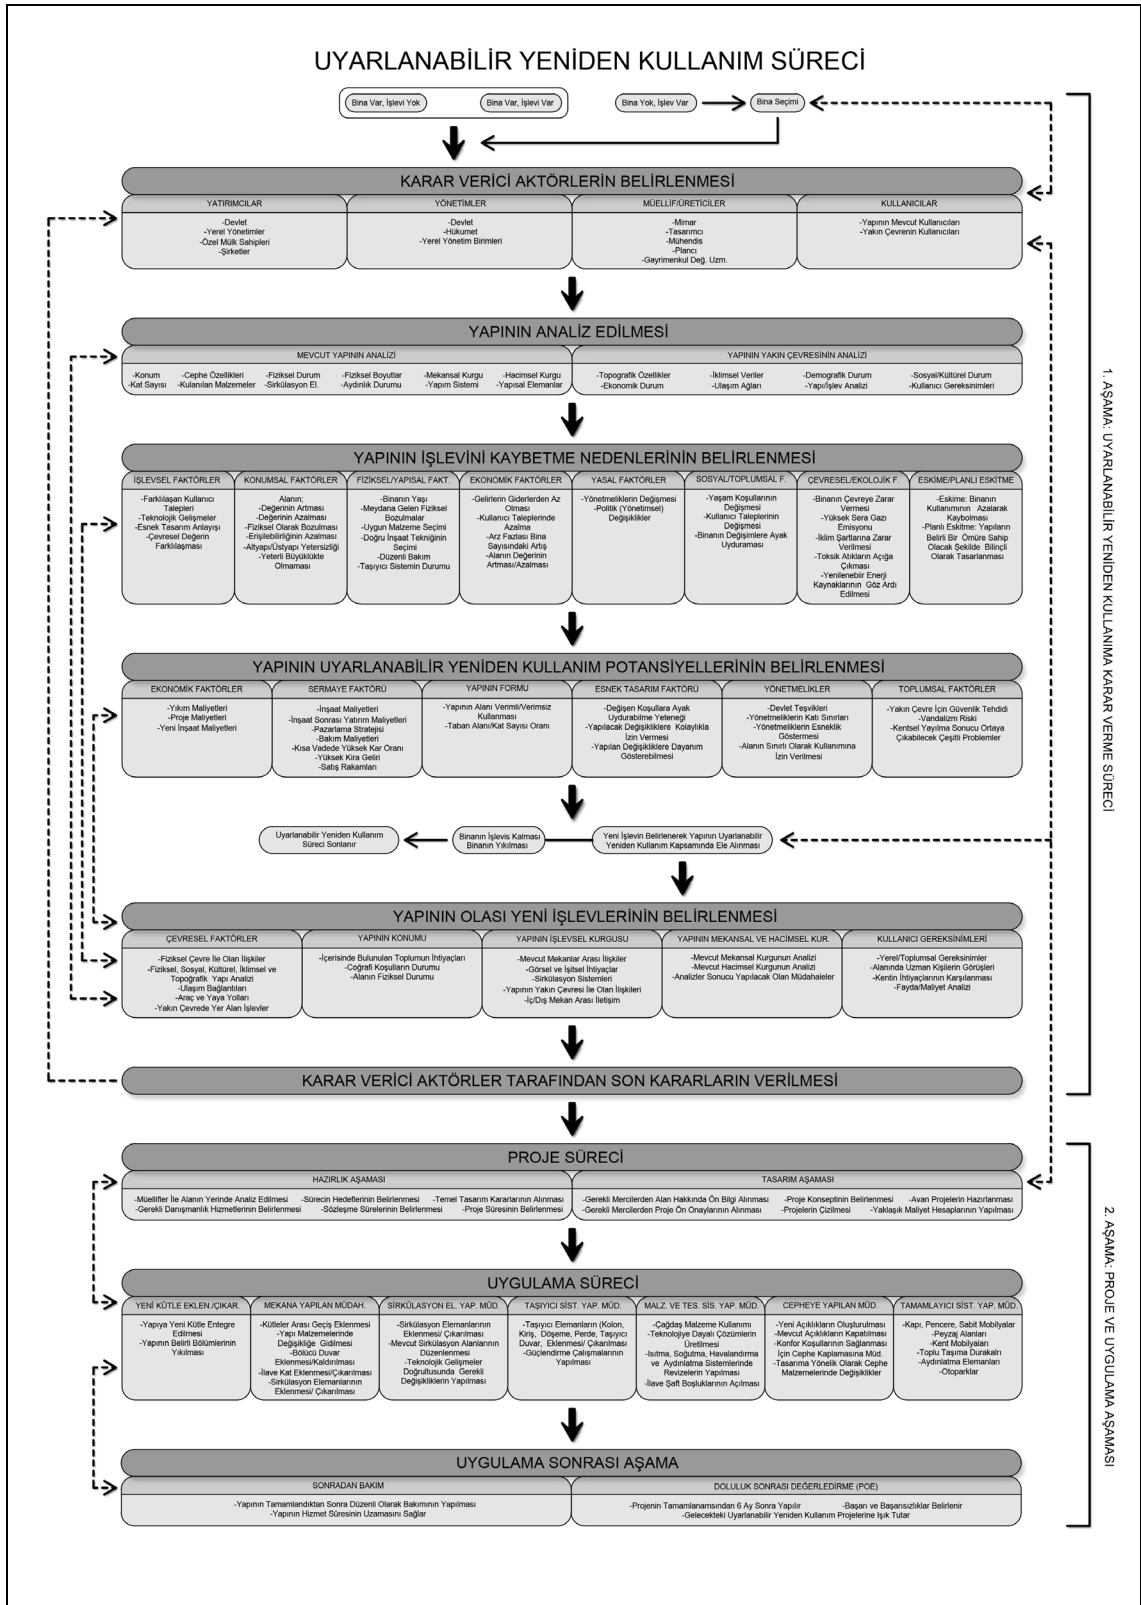 UYARLANABİLİR YENİDEN KULLANIM SÜRECİ
Bina Var, İşlevi Yok
Bina Var, İşlevi Var
Bina Yok, İşlev Var
Bina Seçimi
KARAR VERİCİ AKTÖRLERİN BELİRLENMESİ
YATIRIMCILAR
-Devlet
-Yerel Yönetimler
-Özel Mülk Sahipleri
-Şirketler
YÖNETİMLER
-Devlet
-Hükumet
-Yerel Yönetim Birimleri
MÜELLİF/ÜRETİCİLER
-Mimar
-Tasarımcı
-Mühendis
-Plancı
-Gayrimenkul Değ. Uzm.
KULLANICILAR
-Yapının Mevcut Kullanıcıları
-Yakın Çevrenin Kullanıcıları
YAPININ ANALİZ EDİLMESİ
MEVCUT YAPININ ANALİZİ
-Konum -Cephe Özellikleri -Fiziksel Durum -Fiziksel Boyutlar -Mekansal Kurgu -Hacimsel Kurgu
-Kat Sayısı -Kulanılan Malzemeler -Sirkülasyon El. -Aydınlık Durumu -Yapım Sistemi -Yapısal Elemanlar
YAPININ YAKIN ÇEVRESİNİN ANALİZİ
-Topografik Özellikler -İklimsel Veriler -Demografik Durum -Sosyal/Kültürel Durum
-Ekonomik Durum -Ulaşım Ağları -Yapı/İşlev Analizi -Kullanıcı Gereksinimleri
YAPININ İŞLEVİNİ KAYBETME NEDENLERİNİN BELİRLENMESİ
İŞLEVSEL FAKTÖRLER
-Farklılaşan Kullanıcı
Talepleri
-Teknolojik Gelişmeler
-Esnek Tasarım Anlayışı
-Çevresel Değerin
Farklılaşması
KONUMSAL FAKTÖRLER
Alanın;
-Değerinin Artması
-Değerinin Azalması
-Fiziksel Olarak Bozulması
-Erişilebilirliğinin Azalması
-Altyapı/Üstyapı Yetersizliği
-Yeterli Büyüklükte
Olmaması
FİZİKSEL/YAPISAL FAKT.
-Binanın Yaşı
-Meydana Gelen Fiziksel
Bozulmalar
-Uygun Malzeme Seçimi
-Doğru İnşaat Tekniğinin
Seçimi
-Düzenli Bakım
-Taşıyıcı Sistemin Durumu
EKONOMİK FAKTÖRLER
-Gelirlerin Giderlerden Az
Olması
-Kullanıcı Taleplerinde
Azalma
-Arz Fazlası Bina
Sayısındaki Artış
-Alanın Değerinin
Artması/Azalması
YASAL FAKTÖRLER
-Yönetmeliklerin Değişmesi
-Politik (Yönetimsel)
Değişiklikler
SOSYAL/TOPLUMSAL F.
-Yaşam Koşullarının
Değişmesi
-Kullanıcı Taleplerinin
Değişmesi
-Binanın Değişimlere Ayak
Uyduraması
ÇEVRESEL/EKOLOJİK F.
-Binanın Çevreye Zarar
Vermesi
-Yüksek Sera Gazı
Emisyonu
-İklim Şartlarına Zarar
Verilmesi
-Toksik Atıkların Açığa
Çıkması
-Yenilenebiir Enerji
Kaynaklarının Göz Ardı
Edilmesi
ESKİME/PLANLI ESKİTME
-Eskime: Binanın
Kullanımının Azalarak
Kaybolması
-Planlı Eskitme: Yapıların
Belirli Bir Ömüre Sahip
Olacak Şekilde Bilinçli
Olarak Tasarlanması
YAPININ UYARLANABİLİR YENİDEN KULLANIM POTANSİYELLERİNİN BELİRLENMESİ
EKONOMİK FAKTÖRLER
-Yıkım Maliyetleri
-Proje Maliyetleri
-Yeni İnşaat Maliyetleri
SERMAYE FAKTÖRÜ
-İnşaat Maliyetleri
-İnşaat Sonrası Yatırım Maliyetleri
-Pazarlama Stratejisi
-Bakım Maliyetleri
-Kısa Vadede Yüksek Kar Oranı
-Yüksek Kira Geliri
-Satış Rakamları
YAPININ FORMU
-Yapının Alanı Verimli/Verimsiz
Kullanması
-Taban Alanı/Kat Sayısı Oranı
ESNEK TASARIM FAKTÖRÜ
-Değişen Koşullara Ayak
Uydurabilme Yeteneği
-Yapılacak Değişikliklere Kolaylıkla
İzin Vermesi
-Yapılan Değişikliklere Dayanım
Gösterebilmesi
YÖNETMELİKLER
-Devlet Teşvikleri
-Yönetmeliklerin Katı Sınırları
-Yönetmeliklerin Esneklik
Göstermesi
-Alanın Sınırlı Olarak Kullanımına
İzin Verilmesi
TOPLUMSAL FAKTÖRLER
-Yakın Çevre İçin Güvenlik Tehdidi
-Vandalizm Riski
-Kentsel Yayılma Sonucu Ortaya
Çıkabilecek Çeşitli Problemler
Uyarlanabilir Yeniden Kullanım
Süreci Sonlanır
Binanın İşlevis Kalması
Binanın Yıkılması
Yeni İşlevin Belirlenerek Yapının Uyarlanabilir
Yeniden Kullanım Kapsamında Ele Alınması
YAPININ OLASI YENİ İŞLEVLERİNİN BELİRLENMESİ
ÇEVRESEL FAKTÖRLER
-Fiziksel Çevre İle Olan İlişkiler
-Fiziksel, Sosyal, Kültürel, İklimsel ve
Topoğrafik Yapı Analizi
-Ulaşım Bağlantıları
-Araç ve Yaya Yolları
-Yakın Çevrede Yer Alan İşlevler
YAPININ KONUMU
-İçerisinde Bulunulan Toplumun İhtiyaçları
-Coğrafi Koşulların Durumu
-Alanın Fiziksel Durumu
YAPININ İŞLEVSEL KURGUSU
-Mevcut Mekanlar Arası İlişkiler
-Görsel ve İşitsel İhtiyaçlar
-Sirkülasyon Sistemleri
-Yapının Yakın Çevresi İle Olan İlişkileri
-İç/Dış Mekan Arası İletişim
YAPININ MEKANSAL VE HACİMSEL KUR.
-Mevcut Mekansal Kurgunun Analizi
-Mevcut Hacimsel Kurgunun Analizi
-Analizler Sonucu Yapılacak Olan Müdahaleler
KULLANICI GEREKSİNİMLERİ
-Yerel/Toplumsal Gereksinimler
-Alanında Uzman Kişilerin Görüşleri
-Kentin İhtiyaçlarının Karşılanması
-Fayda/Maliyet Analizi
KARAR VERİCİ AKTÖRLER TARAFINDAN SON KARARLARIN VERİLMESİ
1. AŞAMA: UYARLANABİLİR YENİDEN KULLANIMA KARAR VERME SÜRECİ
PROJE SÜRECİ
HAZIRLIK AŞAMASI
-Müellifler İle Alanın Yerinde Analiz Edilmesi -Sürecin Hedeflerinin Belirlenmesi -Temel Tasarım Kararlarının Alınması
-Gerekli Danışmanlık Hizmetlerinin Belirlenmesi -Sözleşme Sürelerinin Belirlenmesi -Proje Süresinin Belirlenmesi
TASARIM AŞAMASI
-Gerekli Mercilerden Alan Hakkında Ön Bilgi Alınması -Proje Konseptinin Belirlenmesi -Avan Projelerin Hazırlanması
-Gerekli Mercilerden Proje Ön Onaylarının Alınması -Projelerin Çizilmesi -Yaklaşık Maliyet Hesaplarının Yapılması
UYGULAMA SÜRECİ
YENİ KÜTLE EKLEN./ÇIKAR.
-Yapıya Yeni Kütle Entegre
Edilmesi
-Yapının Belirli Bölümlerinin
Yıkılması
MEKANA YAPILAN MÜDAH.
-Kütleler Arası Geçiş Eklenmesi
-Yapı Malzemelerinde
Değişikliğe Gidilmesi
-Bölücü Duvar
Eklenmesi/Kaldırılması
-İlave Kat Eklenmesi/Çıkarılması
-Sirkülasyon Elemanlarının
Eklenmesi/ Çıkarılması
SİRKÜLASYON EL. YAP. MÜD.
-Sirkülasyon Elemanlarının
Eklenmesi/ Çıkarılması
-Mevcut Sirkülasyon Alanlarının
Düzenlenmesi
-Teknolojik Gelişmeler
Doğrultusunda Gerekli
Değişikliklerin Yapılması
TAŞIYICI SİST. YAP. MÜD.
-Taşıyıcı Elemanların (Kolon,
Kiriş, Döşeme, Perde, Taşıyıcı
Duvar, Eklenmesi/ Çıkarılması
-Güçlendirme Çalışmalarının
Yapılması
MALZ. VE TES. SİS. YAP. MÜD.
-Çağdaş Malzeme Kullanımı
-Teknolojiye Dayalı Çözümlerin
Üretilmesi
-Isıtma, Soğutma, Havalandırma
ve Aydınlatma Sistemlerinde
Revizelerin Yapılması
-İlave Şaft Boşluklarının Açılması
CEPHEYE YAPILAN MÜD.
-Yeni Açıklıkların Oluşturulması
-Mevcut Açıklıkların Kapatılması
-Konfor Koşullarının Sağlanması
İçin Cephe Kaplamasına Müd.
-Tasarıma Yönelik Olarak Cephe
Malzemelerinde Değişiklikler
TAMAMLAYICI SİST. YAP. MÜD.
-Kapı, Pencere, Sabit Mobilyalar
-Peyzaj Alanları
-Kent Mobilyaları
-Toplu Taşıma Durakalrı
-Aydınlatma Elemanları
-Otoparklar
UYGULAMA SONRASI AŞAMA
SONRADAN BAKIM
-Yapının Tamamlandıktan Sonra Düzenli Olarak Bakımının Yapılması
-Yapının Hizmet Süresinin Uzamasını Sağlar
DOLULUK SONRASI DEĞERLEDİRME (POE)
-Projenin Tamamlanamsından 6 Ay Sonra Yapılır -Başarı ve Başarısızlıklar Belirlenir
-Gelecekteki Uyarlanabilir Yeniden Kullanım Projelerine Işık Tutar
2. AŞAMA: PROJE VE UYGULAMA AŞAMASI